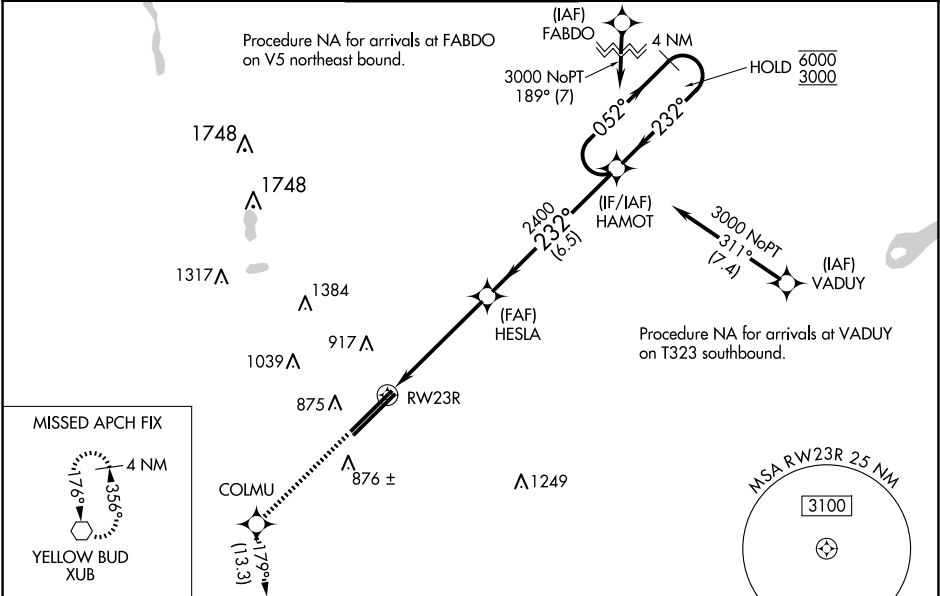 Procedure NA for arrivals at FABDO
on V5 northeast bound.
(IAF)
FABDO
4 NM
3000 NoPT
189° (7)
HOLD
6000
3000
052°
232°
1748
1748
(IF/IAF)
HAMOT
2400
232°
(6.5)
3000 NoPT
311°
(7.4)
(IAF)
VADUY
1317
1384
(FAF)
HESLA
Procedure NA for arrivals at VADUY
on T323 southbound.
917
1039
875
RW23R
MISSED APCH FIX
4 NM
176°
356°
YELLOW BUD
XUB
876 ±
1249
COLMU
179°
(13.3)
MSA RW23R 25 NM
3100